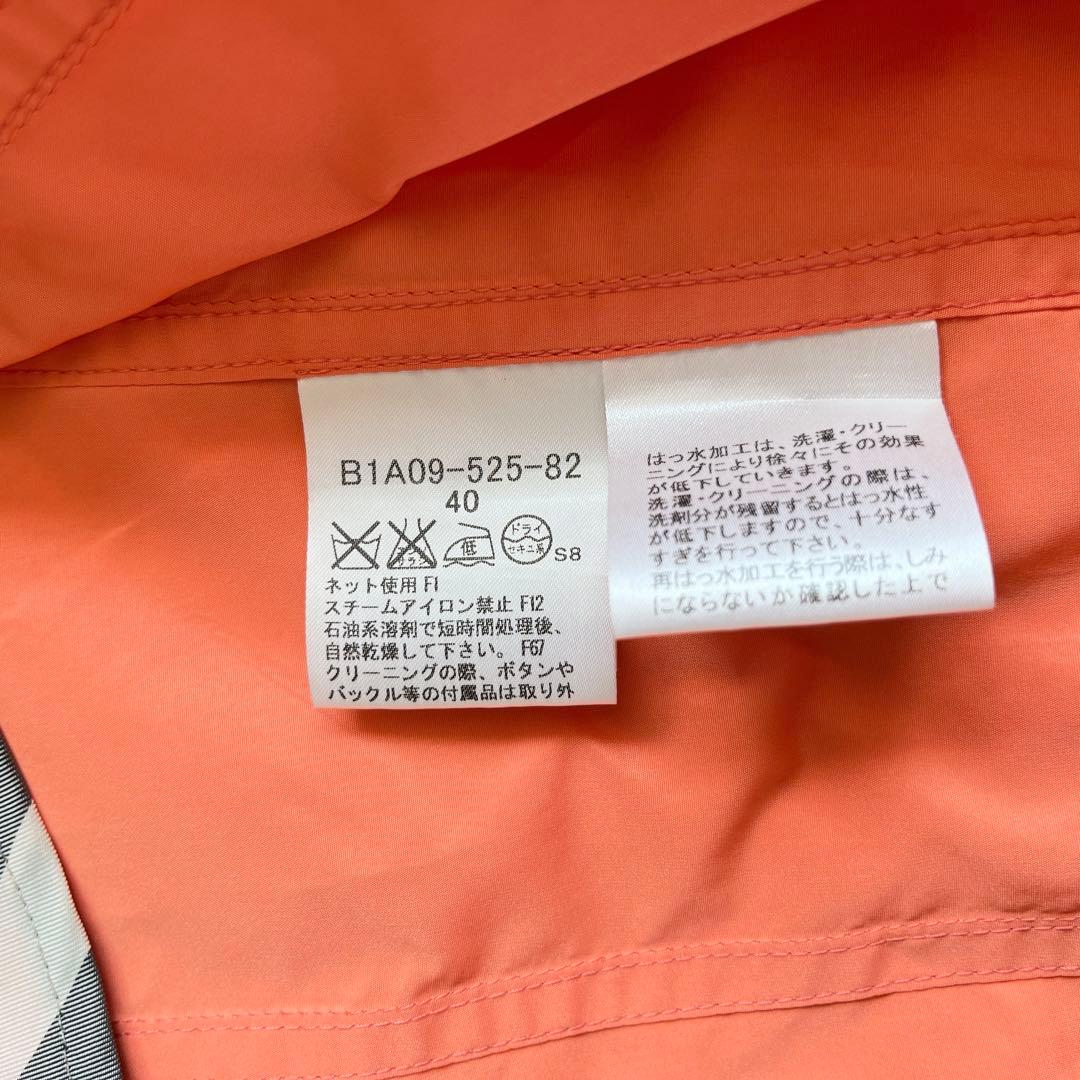 B1A09-525-82
40
エンソ
サラシ
低
ドライ
セキユ系
S8
ネット使用 F1
スチームアイロン禁止 F12
石油系溶剤で短時間処理後、
自然乾燥して下さい。 F67
クリーニングの際、ボタンや
バックル等の付属品は取り外
はっ水加工は、洗濯・クリー
ニングにより徐々にその効果
が低下していきます。
洗濯・クリーニングの際は、
洗剤分が残留するとはっ水性
が低下しますので、十分なす
すぎを行って下さい。
再はっ水加工を行う際は、しみ
にならないか確認した上で